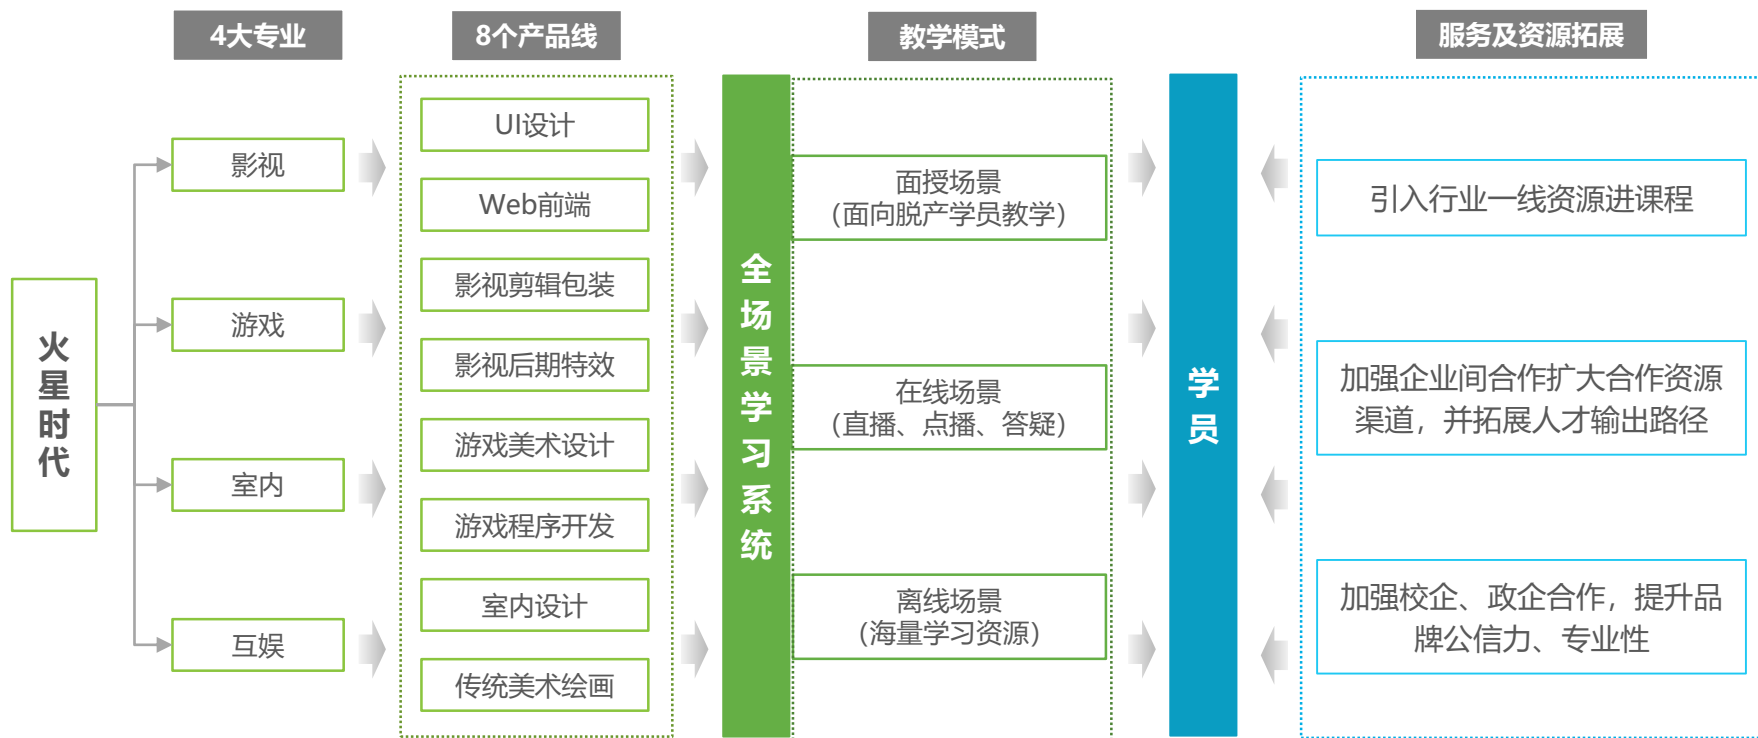 4大专业
8个产品线
教学模式
服务及资源拓展
火
星
时
代
影视
游戏
室内
互娱
UI设计
Web前端
影视剪辑包装
影视后期特效
游戏美术设计
游戏程序开发
室内设计
传统美术绘画
全
场
景
学
习
系
统
面授场景
（面向脱产学员教学）
在线场景
（直播、点播、答疑）
离线场景
（海量学习资源）
学
员
引入行业一线资源进课程
加强企业间合作扩大合作资源
渠道，并拓展人才输出路径
加强校企、政企合作，提升品
牌公信力、专业性